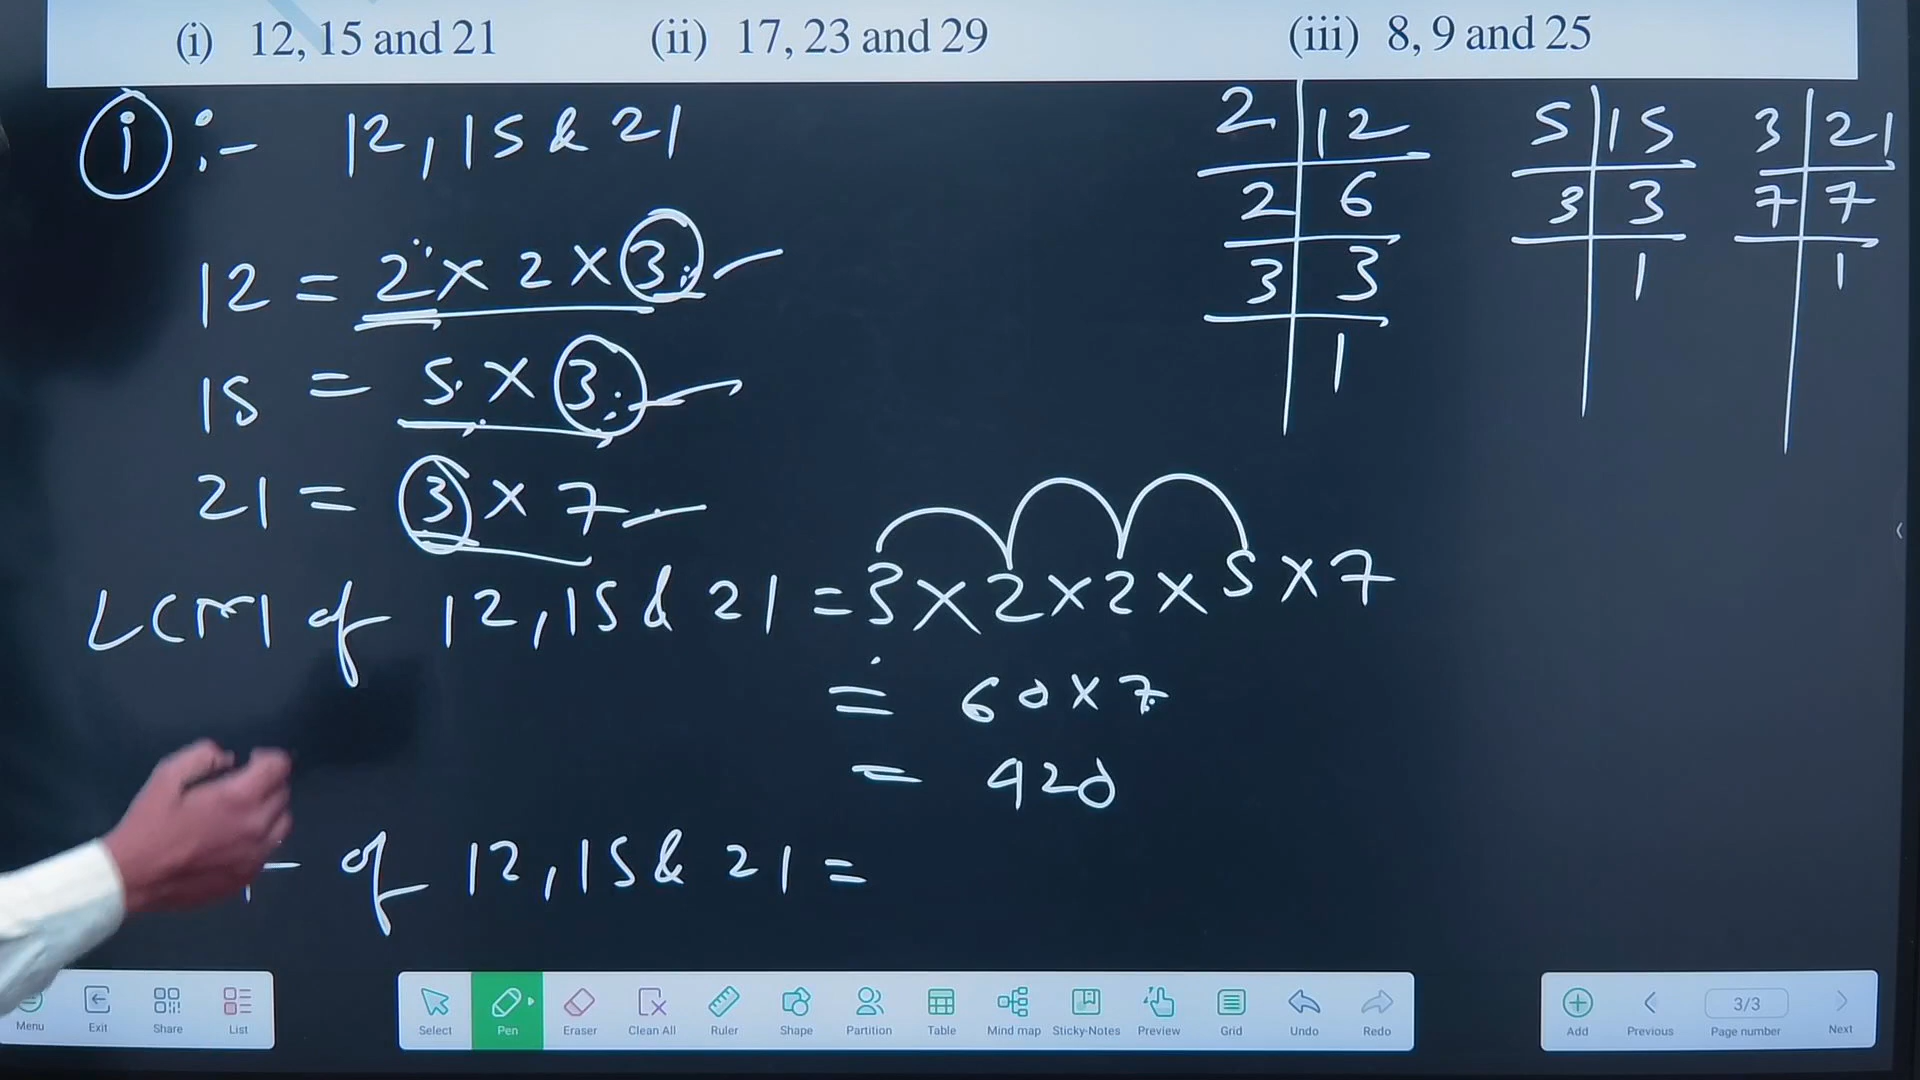 (i) 12, 15 and 21 (ii) 17, 23 and 29 (iii) 8, 9 and 25
(i) :- 12, 15 & 21
12 = 2 × 2 × 3
15 = 5 × 3
21 = 3 × 7
2 | 12
2 | 6
3 | 3
1
5 | 15
3 | 3
1
3 | 21
7 | 7
1
LCM of 12, 15 & 21 = 3 × 2 × 2 × 5 × 7
= 60 × 7
= 420
of 12, 15 & 21 =
Menu Exit Share List Select Pen Eraser Clean All Ruler Shape Partition Table Mind map Sticky-Notes Preview Grid Undo Redo Add Previous 3/3 Page number Next